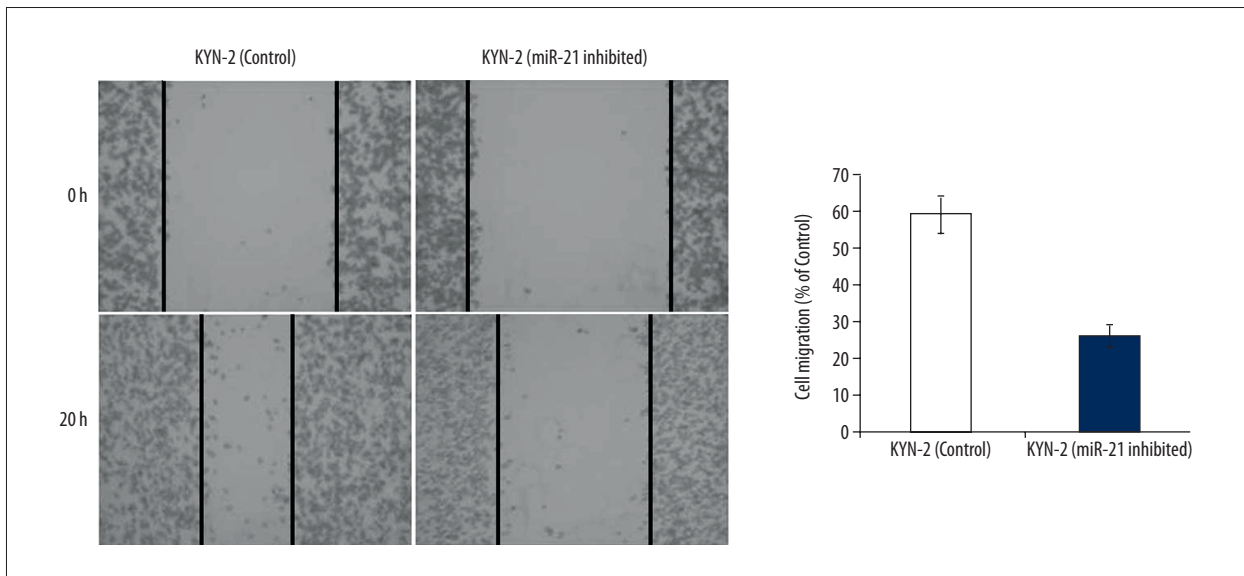 KYN-2 (Control)
KYN-2 (miR-21 inhibited)
0 h
20 h
Cell migration (% of Control)
70
60
50
40
30
20
10
0
KYN-2 (Control)
KYN-2 (miR-21 inhibited)